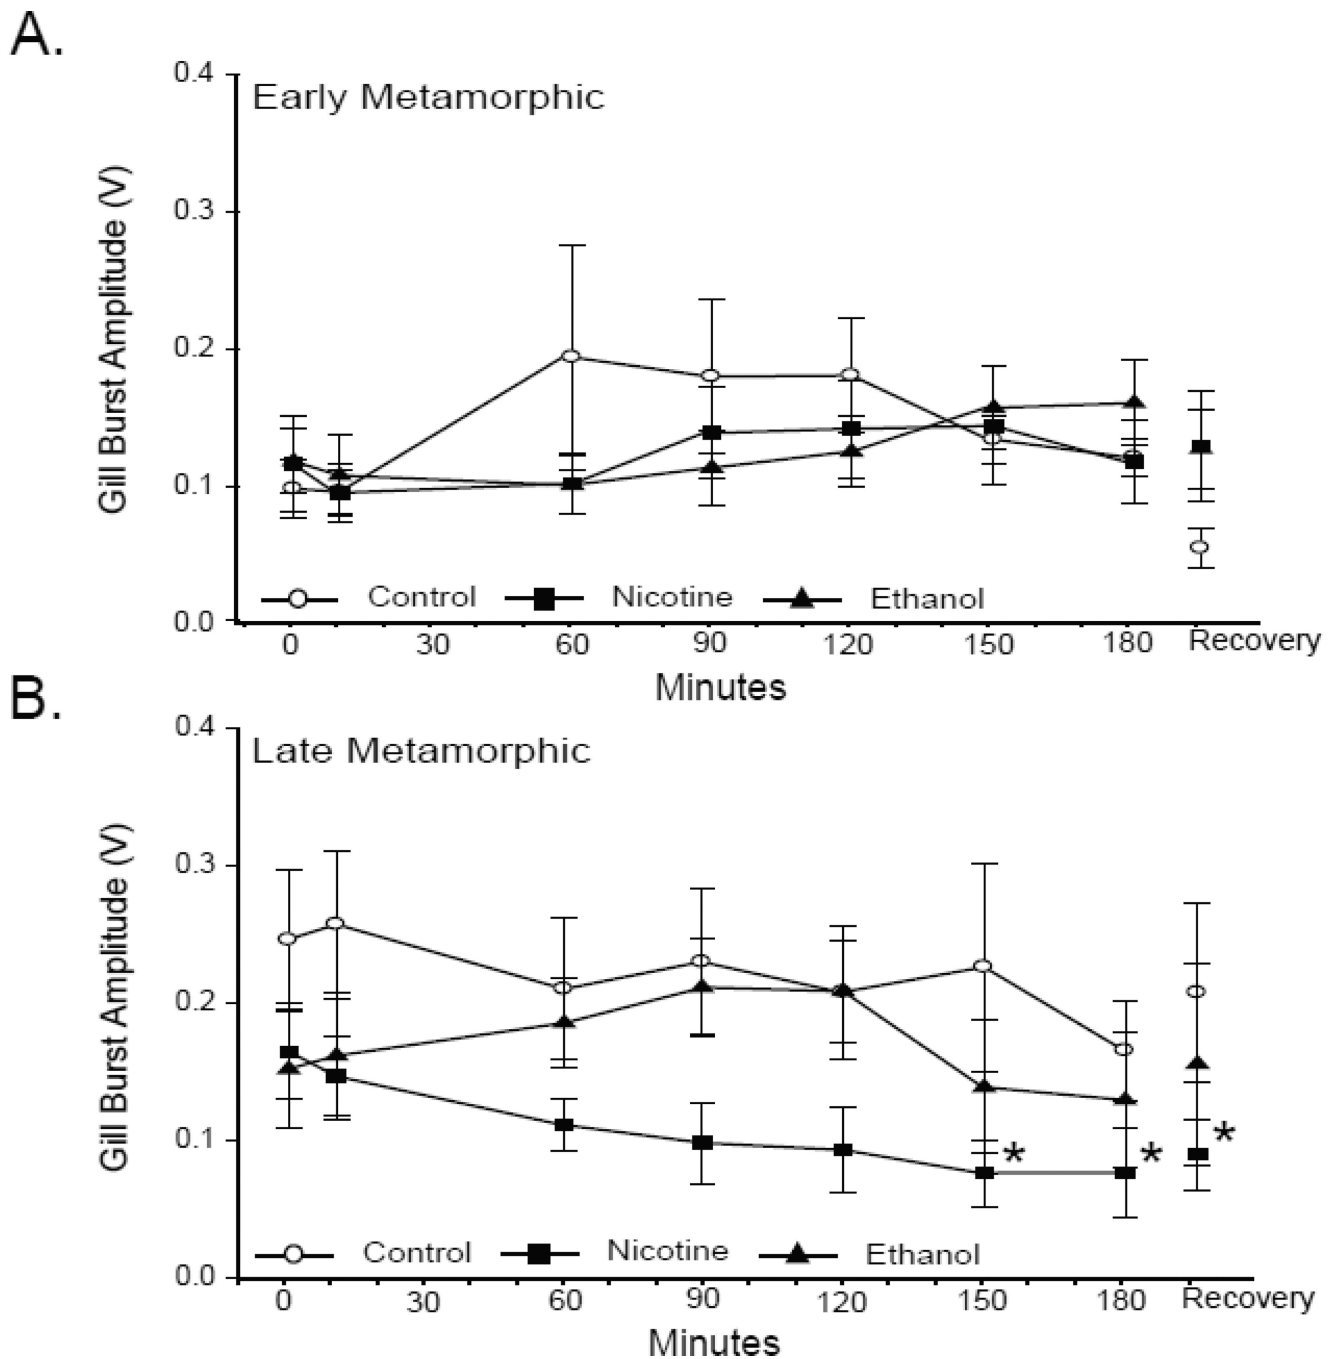 A.
Early Metamorphic
Gill Burst Amplitude (V)
0.4
0.3
0.2
0.1
0.0
Control Nicotine Ethanol
0 30 60 90 120 150 180 Recovery
Minutes
B.
Late Metamorphic
Gill Burst Amplitude (V)
0.4
0.3
0.2
0.1
0.0
* * *
Control Nicotine Ethanol
0 30 60 90 120 150 180 Recovery
Minutes